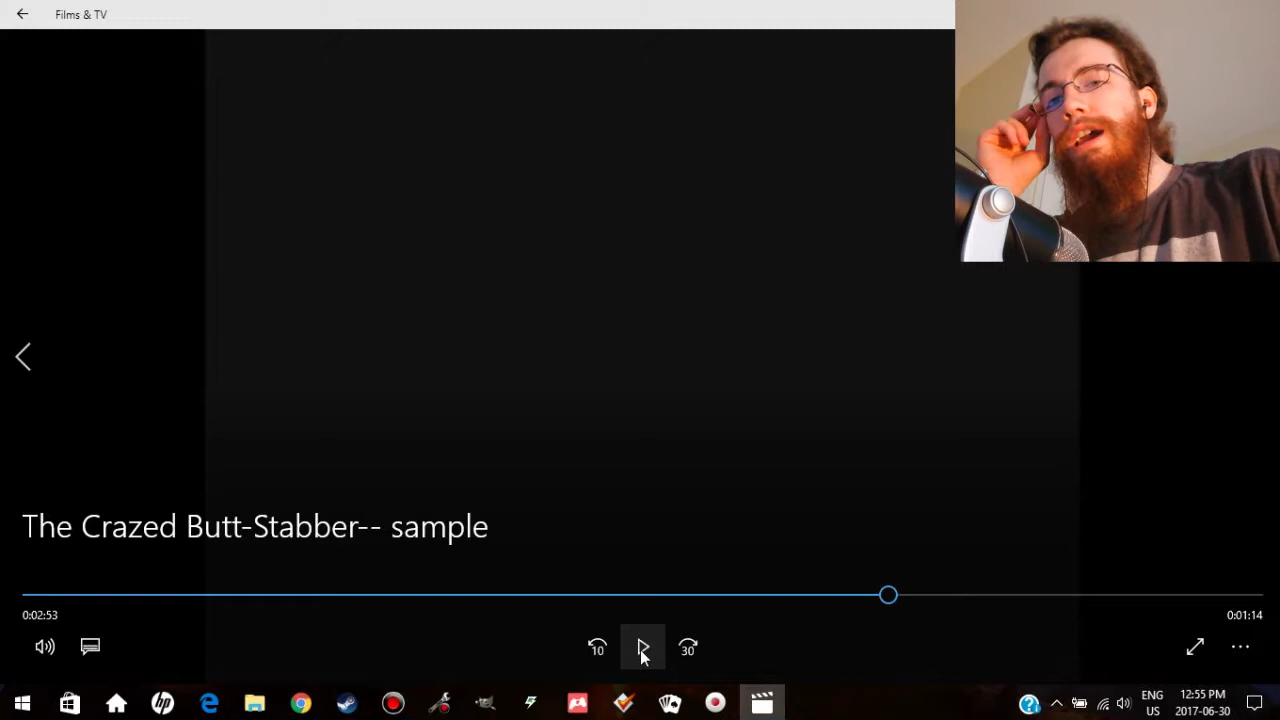 Films & TV
The Crazed Butt-Stabber-- sample
0:02:53
0:01:14
10
30
hp
ENG
US
12:55 PM
2017-06-30